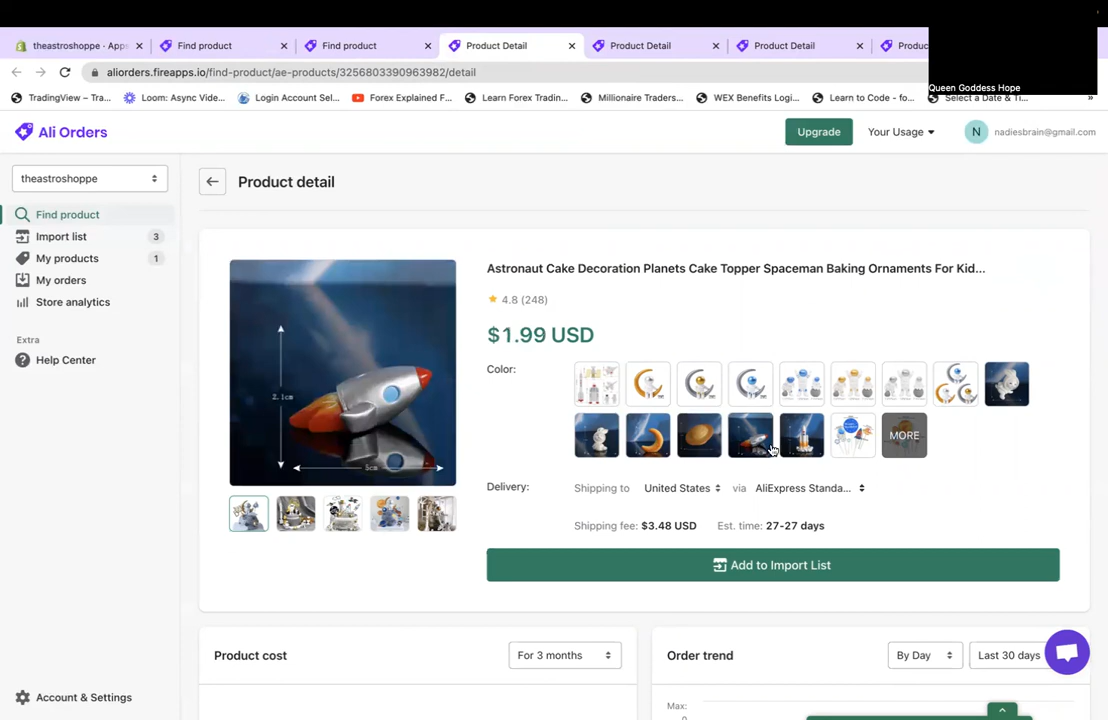 theastroshoppe · Apps
Find product
Find product
Product Detail
Product Detail
Product Detail
Queen Goddess Hope
aliorders.fireapps.io/find-product/ae-products/3256803390963982/detail
TradingView – Tra...
Loom: Async Vide...
Login Account Sel...
Forex Explained F...
Learn Forex Tradin...
Millionaire Traders...
WEX Benefits Logi...
Learn to Code - fo...
Select a Date & Ti...
Ali Orders
Upgrade
Your Usage
N
nadiesbrain@gmail.com
theastroshoppe
Find product
Import list 3
My products 1
My orders
Store analytics
Extra
Help Center
Account & Settings
Product detail
2.1cm
5cm
Astronaut Cake Decoration Planets Cake Topper Spaceman Baking Ornaments For Kid...
4.8 (248)
$1.99 USD
Color:
MORE
Delivery: Shipping to United States via AliExpress Standa...
Shipping fee: $3.48 USD Est. time: 27-27 days
Add to Import List
Product cost
For 3 months
Order trend
By Day
Last 30 days
Max:
0